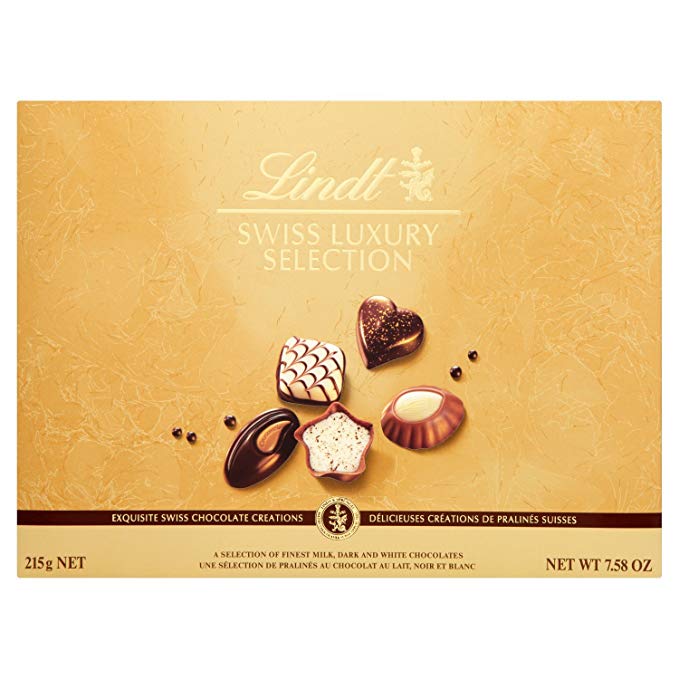 Lindt
SWISS LUXURY
SELECTION
EXQUISITE SWISS CHOCOLATE CREATIONS
DÉLICIEUSES CRÉATIONS DE PRALINÉS SUISSES
A SELECTION OF FINEST MILK, DARK AND WHITE CHOCOLATES
215g NET
NET WT 7.58 OZ
UNE SÉLECTION DE PRALINÉS AU CHOCOLAT AU LAIT, NOIR ET BLANC